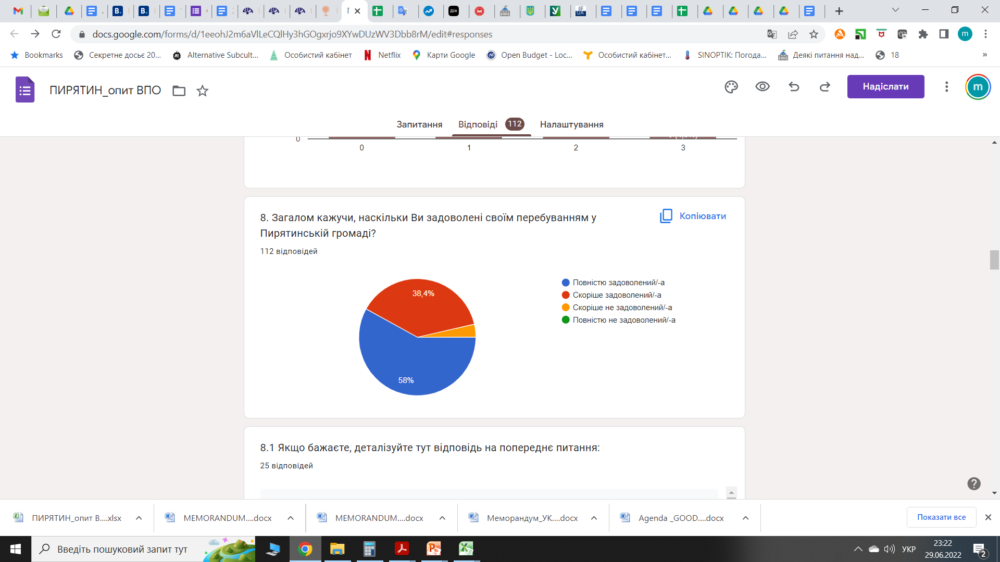 docs.google.com/forms/d/1eeohJ2m6aVlLeCQlHy3hGOgxrjo9XYwDUzWV3Dbb8rM/edit#responses
m
Bookmarks
Секретне досьє 20...
Alternative Subcult...
Особистий кабінет
Netflix
Карти Google
Open Budget - Loc...
Особистий кабінет...
SINOPTIK: Погода...
Деякі питання над...
18
»
ПИРЯТИН_опит ВПО
Надіслати
m
Запитання
Відповіді 112
Налаштування
0
0 1 2 3
8. Загалом кажучи, наскільки Ви задоволені своїм перебуванням у
Пирятинській громаді?
Копіювати
112 відповідей
38,4%
58%
Повністю задоволений/-а
Скоріше задоволений/-а
Скоріше не задоволений/-а
Повністю не задоволений/-а
8.1 Якщо бажаєте, деталізуйте тут відповідь на попереднє питання:
25 відповідей
ПИРЯТИН_опит В....xlsx
MEMORANDUM....docx
MEMORANDUM....docx
Меморандум_УК....docx
Agenda _GOOD....docx
Показати все
Введіть пошуковий запит тут
УКР
23:22
29.06.2022
2